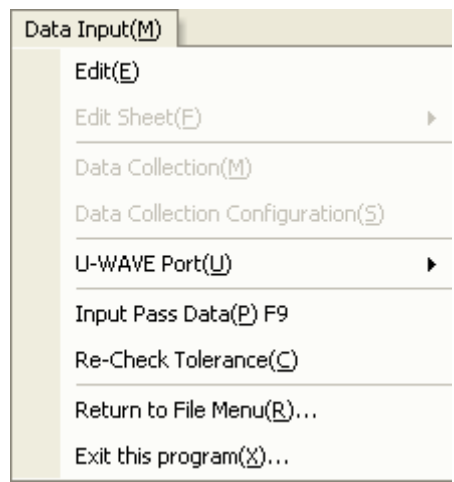 Data Input(M)
Edit(E)
Edit Sheet(F)
Data Collection(M)
Data Collection Configuration(S)
U-WAVE Port(U)
Input Pass Data(P) F9
Re-Check Tolerance(C)
Return to File Menu(R)...
Exit this program(X)...